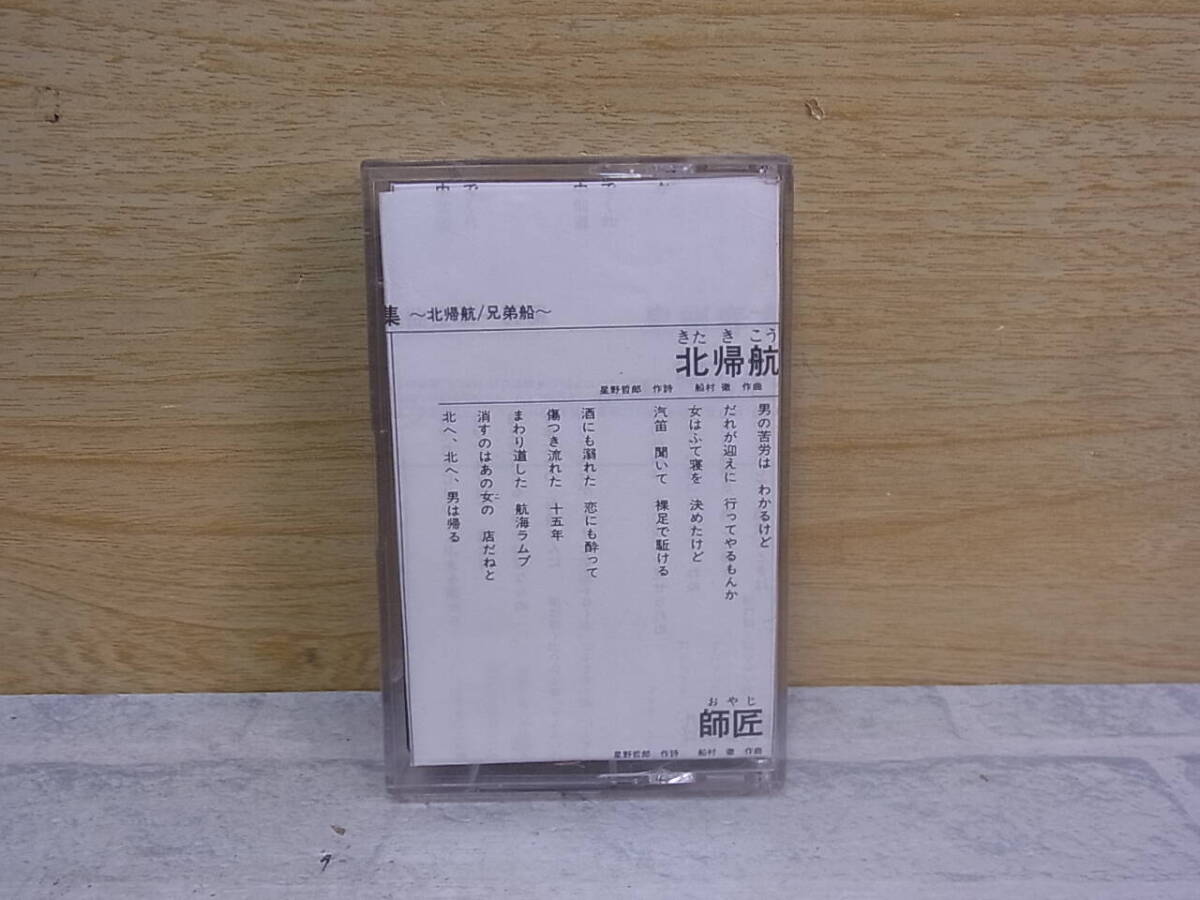 集 〜北帰航/兄弟船〜
きた き こう
北帰航
星野哲郎 作詩 船村 徹 作曲
男の苦労は わかるけど
だれが迎えに 行ってやるもんか
女はふて寝を 決めたけど
汽笛 聞いて 裸足で駈ける
酒にも溺れた 恋にも酔って
傷つき流れた 十五年
まわり道した 航海ラムプ
消すのはあの女の 店だねと
北へ、北へ、男は帰る
おやじ
師匠
星野哲郎 作詩 船村 徹 作曲